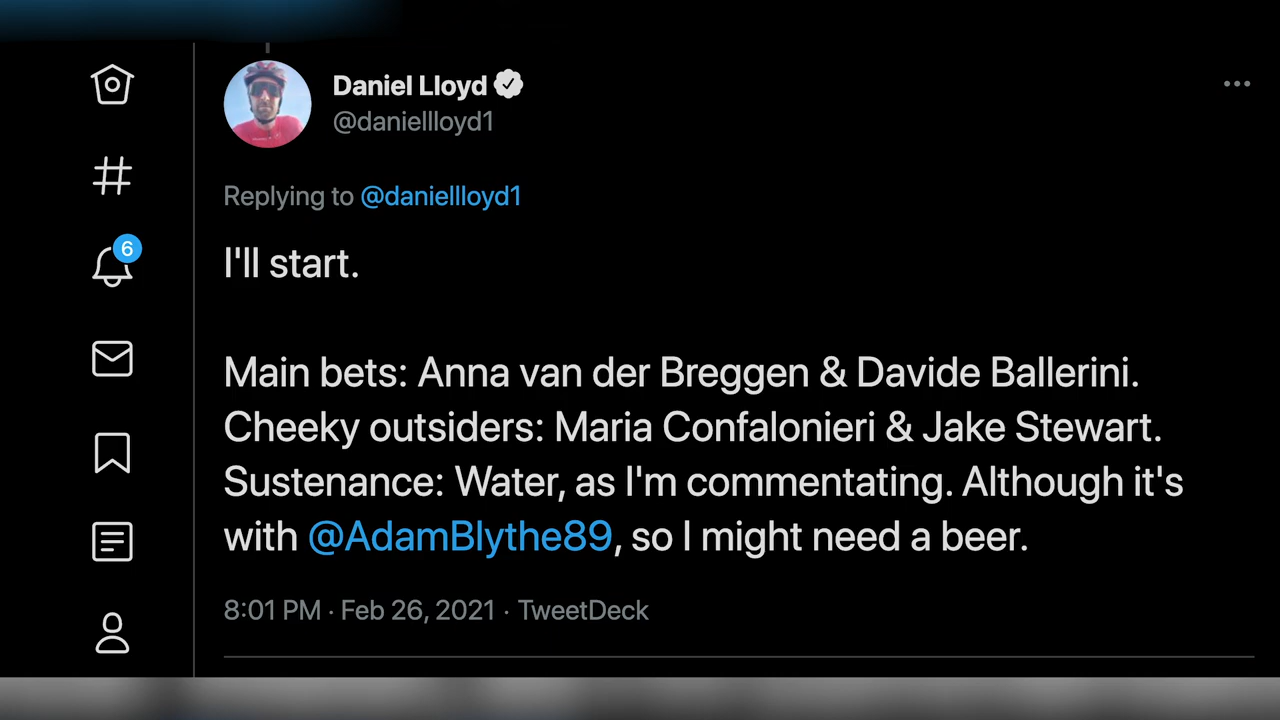 Daniel Lloyd
@daniellloyd1
Replying to @daniellloyd1
I'll start.
6
Main bets: Anna van der Breggen & Davide Ballerini.
Cheeky outsiders: Maria Confalonieri & Jake Stewart.
Sustenance: Water, as I'm commentating. Although it's
with @AdamBlythe89, so I might need a beer.
8:01 PM · Feb 26, 2021 · TweetDeck